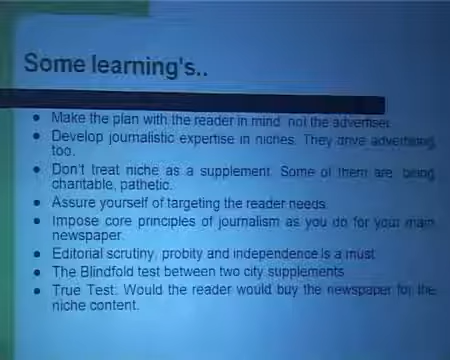 Some learning's..
• Make the plan with the reader in mind not the advertiser.
• Develop journalistic expertise in niches. They drive advertising
too.
• Don't treat niche as a supplement. Some of them are, being
charitable, pathetic.
• Assure yourself of targeting the reader needs.
• Impose core principles of journalism as you do for your main
newspaper.
• Editorial scrutiny, probity and independence is a must
• The Blindfold test between two city supplements
• True Test: Would the reader would buy the newspaper for the
niche content.